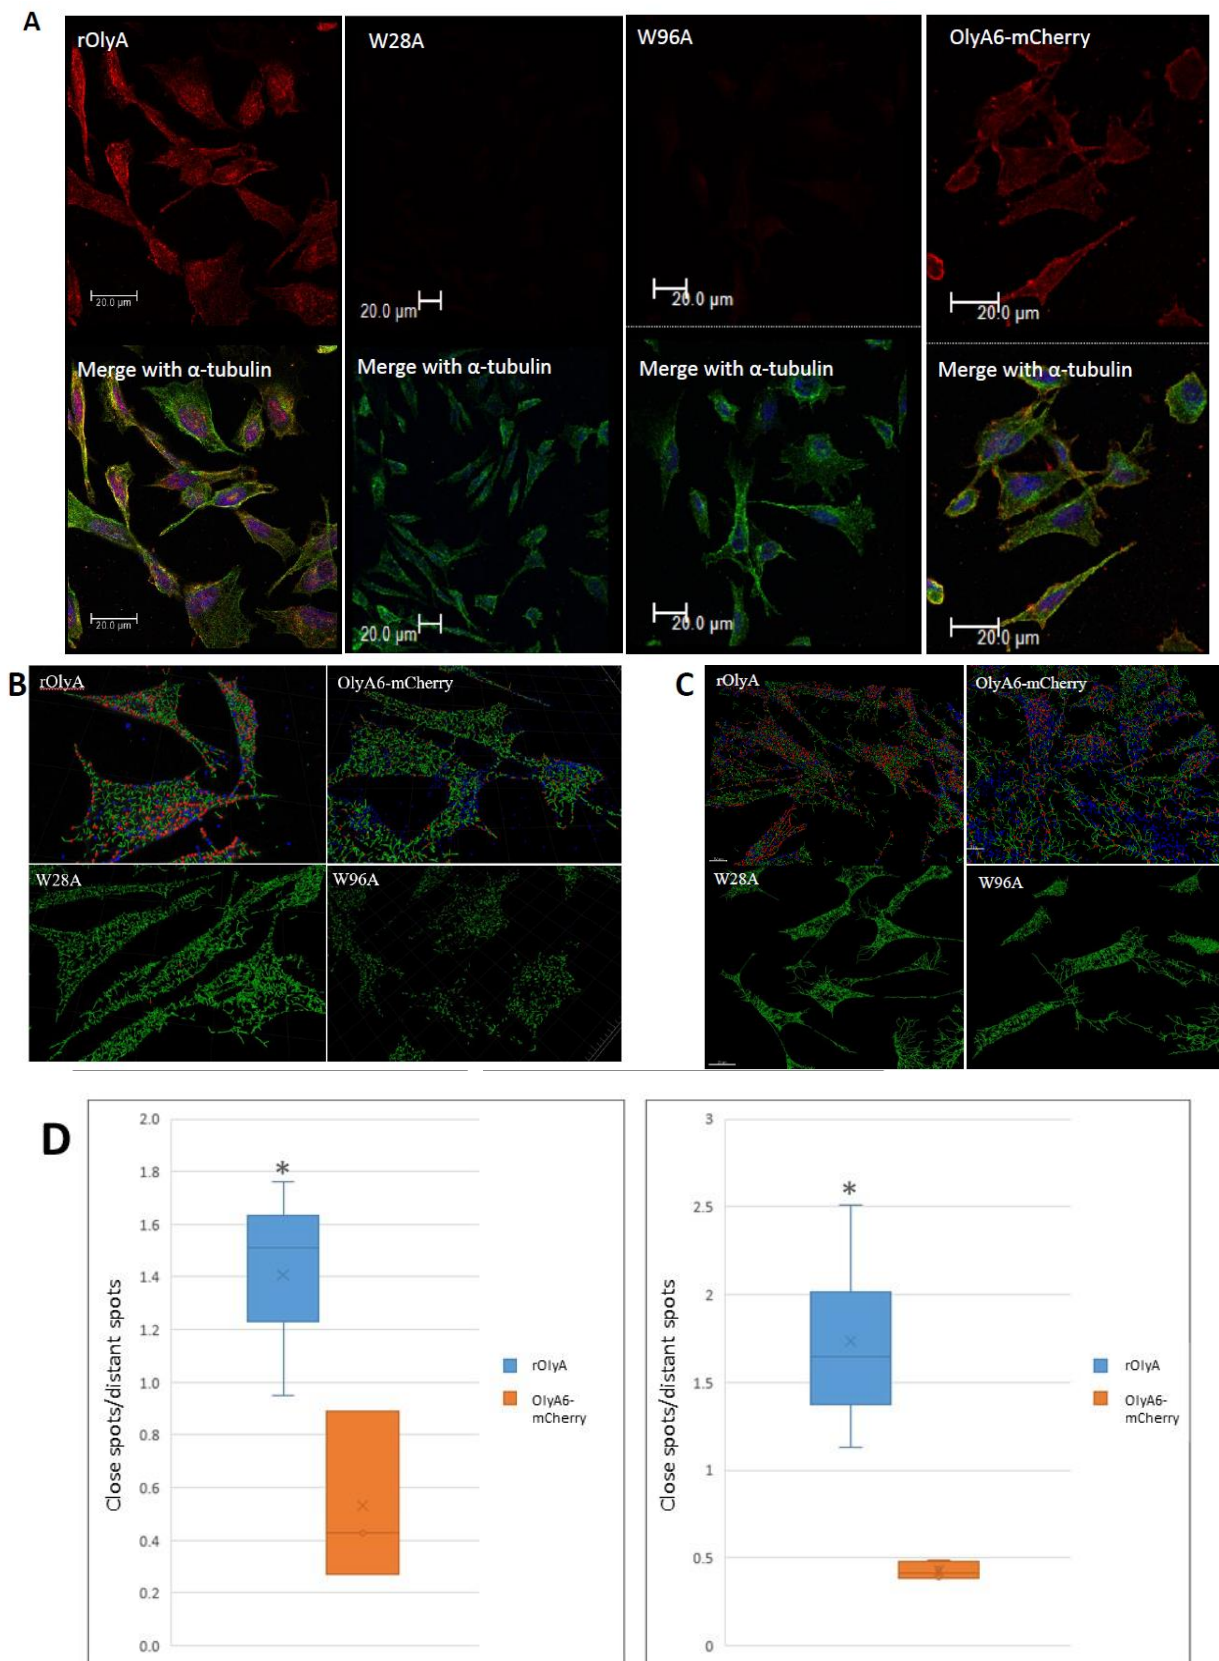 A
rOlyA
W28A
W96A
OlyA6-mCherry
20.0 µm
20.0 µm
20.0 µm
20.0 µm
Merge with α-tubulin
Merge with α-tubulin
Merge with α-tubulin
Merge with α-tubulin
20.0 µm
20.0 µm
20.0 µm
20.0 µm
B
rOlyA
OlyA6-mCherry
W28A
W96A
C
rOlyA
OlyA6-mCherry
W28A
W96A
D
Close spots/distant spots
2.0
1.8
1.6
1.4
1.2
1.0
0.8
0.6
0.4
0.2
0.0
*
rOlyA
OlyA6-
mCherry
Close spots/distant spots
3
2.5
2
1.5
1
0.5
0
*
rOlyA
OlyA6-
mCherry